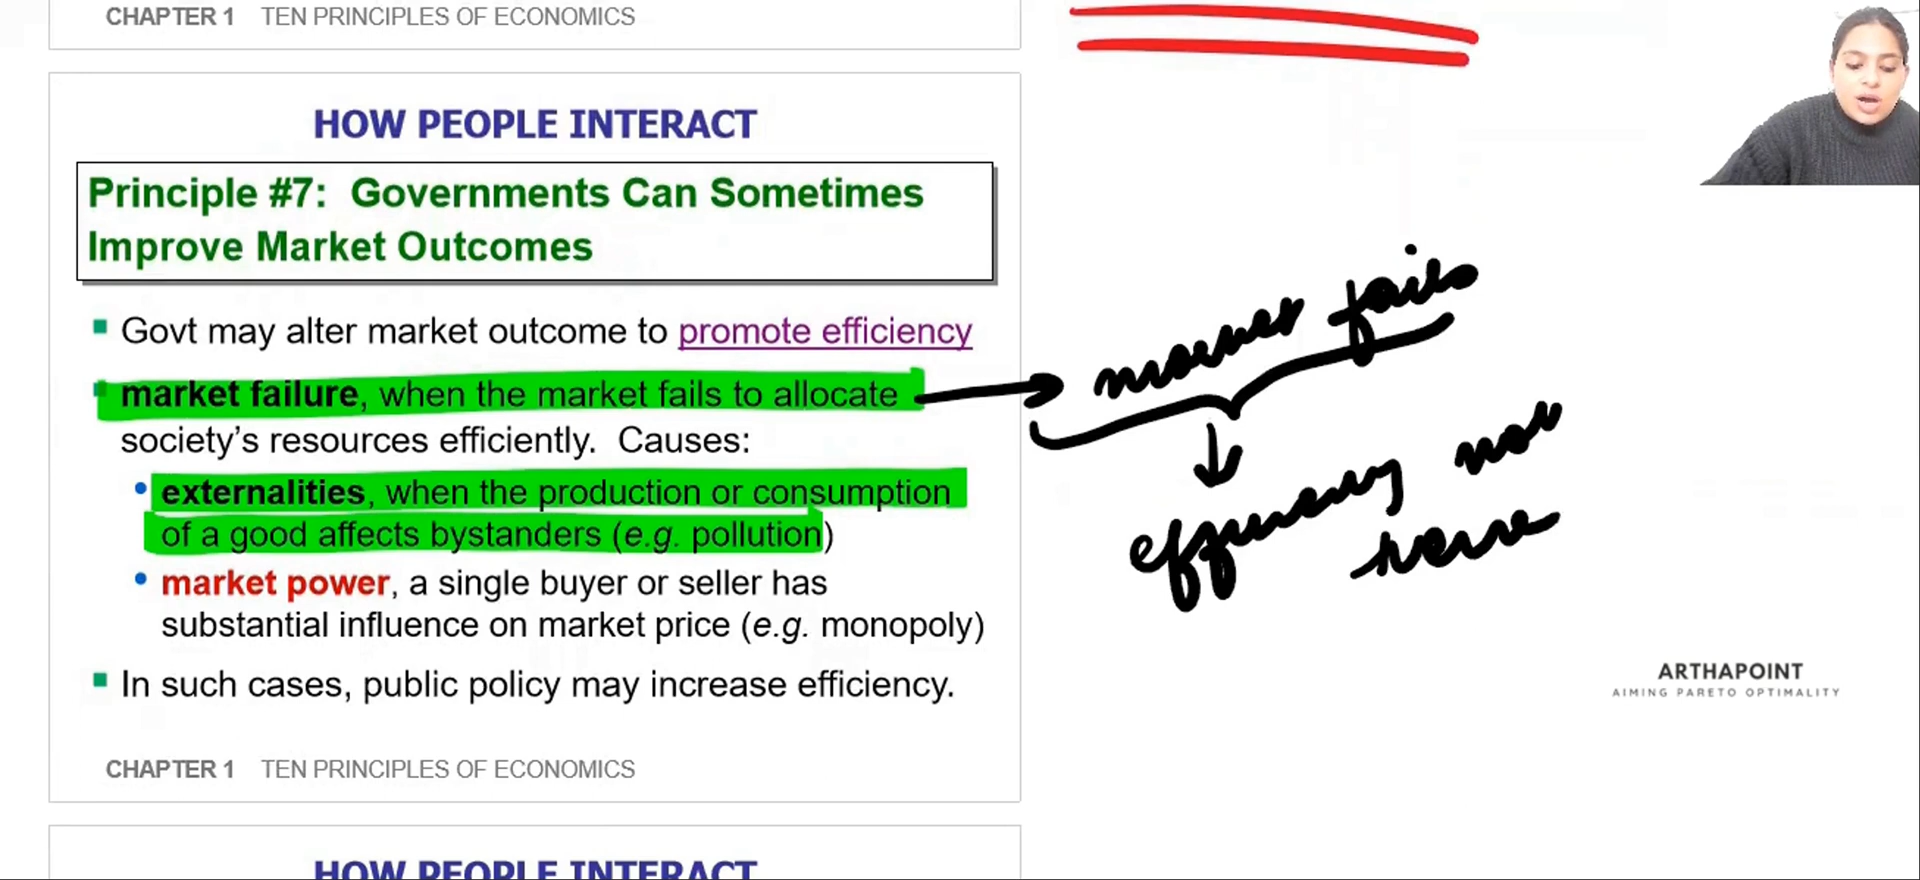 CHAPTER 1 TEN PRINCIPLES OF ECONOMICS
HOW PEOPLE INTERACT
Principle #7: Governments Can Sometimes
Improve Market Outcomes
Govt may alter market outcome to promote efficiency
market failure, when the market fails to allocate
society’s resources efficiently. Causes:
externalities, when the production or consumption
of a good affects bystanders (e.g. pollution)
market power, a single buyer or seller has
substantial influence on market price (e.g. monopoly)
In such cases, public policy may increase efficiency.
CHAPTER 1 TEN PRINCIPLES OF ECONOMICS
HOW PEOPLE INTERACT
market fails
efficiency not
ARTHAPOINT
AIMING PARETO OPTIMALITY